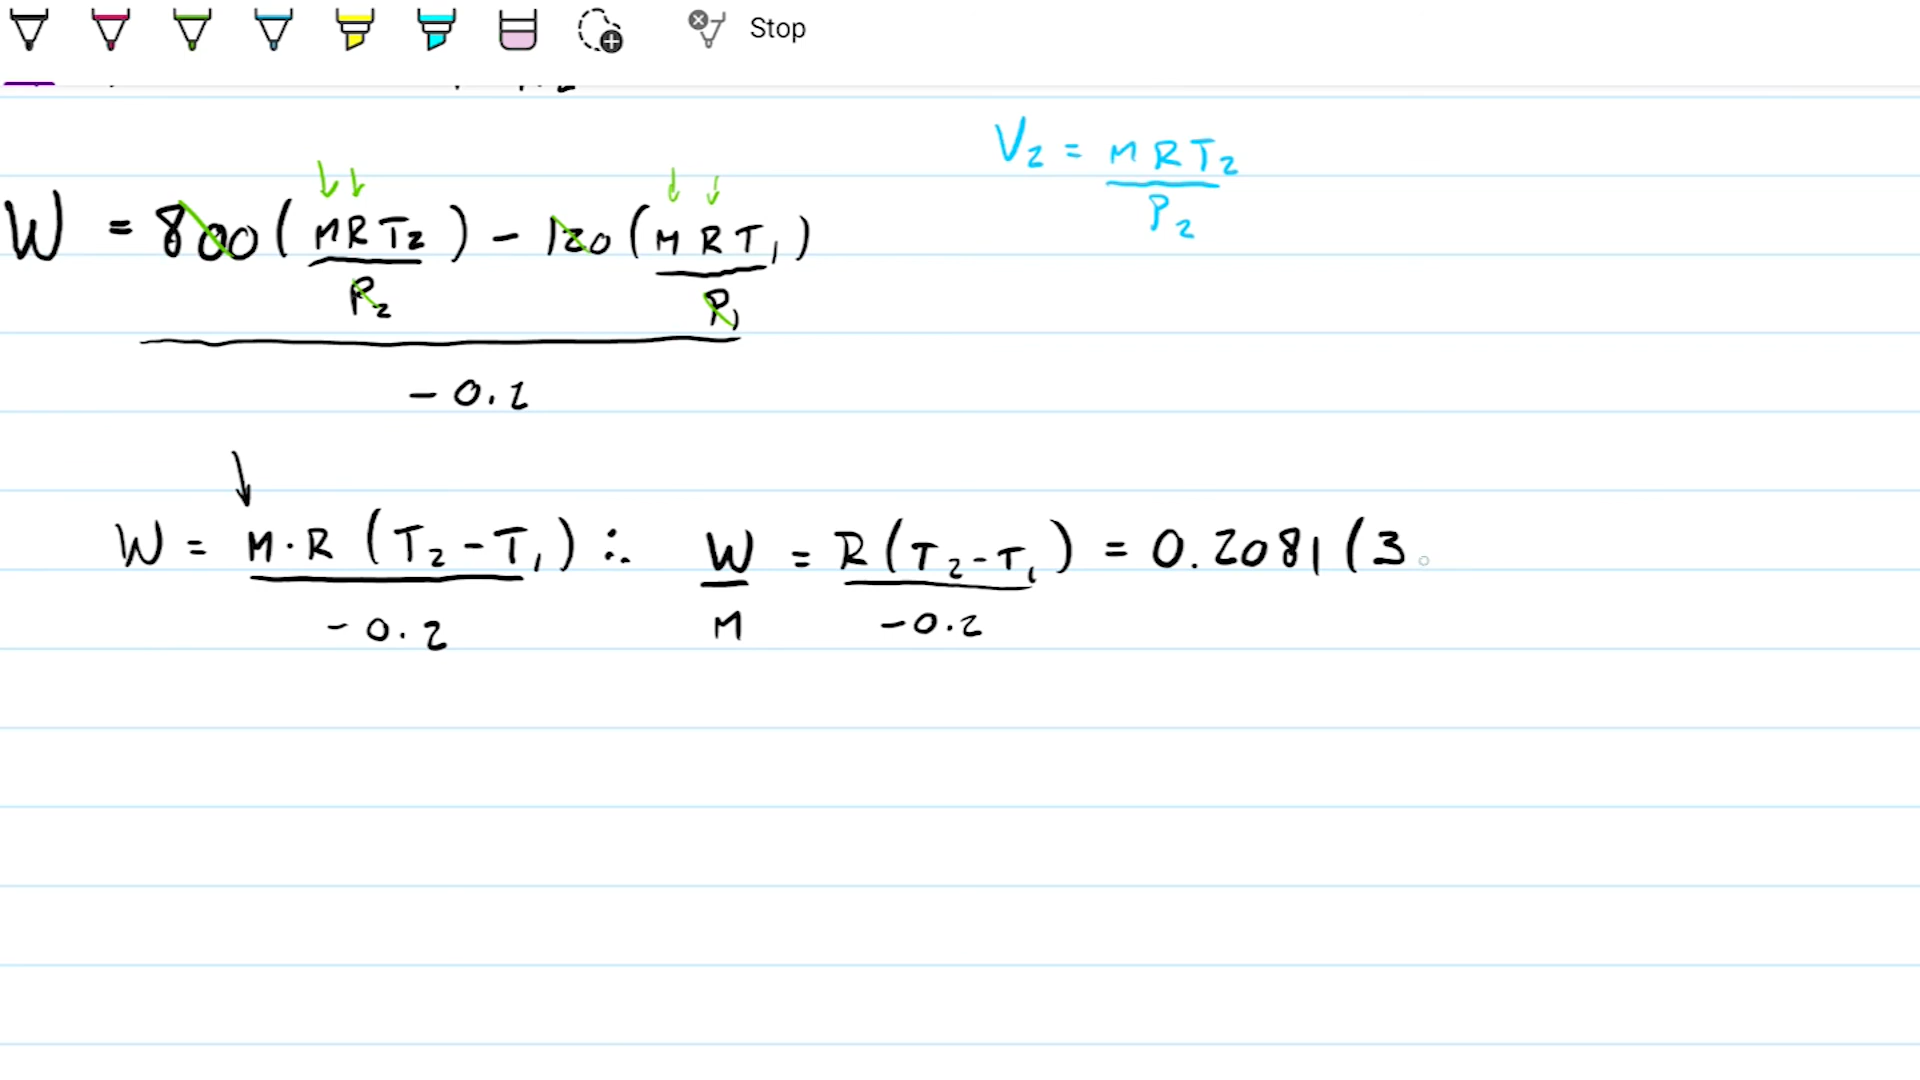 Stop
V₂ = MRT₂
P₂
W = 800 ( MRT₂ ) - 120 ( MRT₁ )
P₂ P₁
-0.2
W = M·R (T₂-T₁) ∴ W = R(T₂-T₁) = 0.2081 (3
-0.2 M -0.2